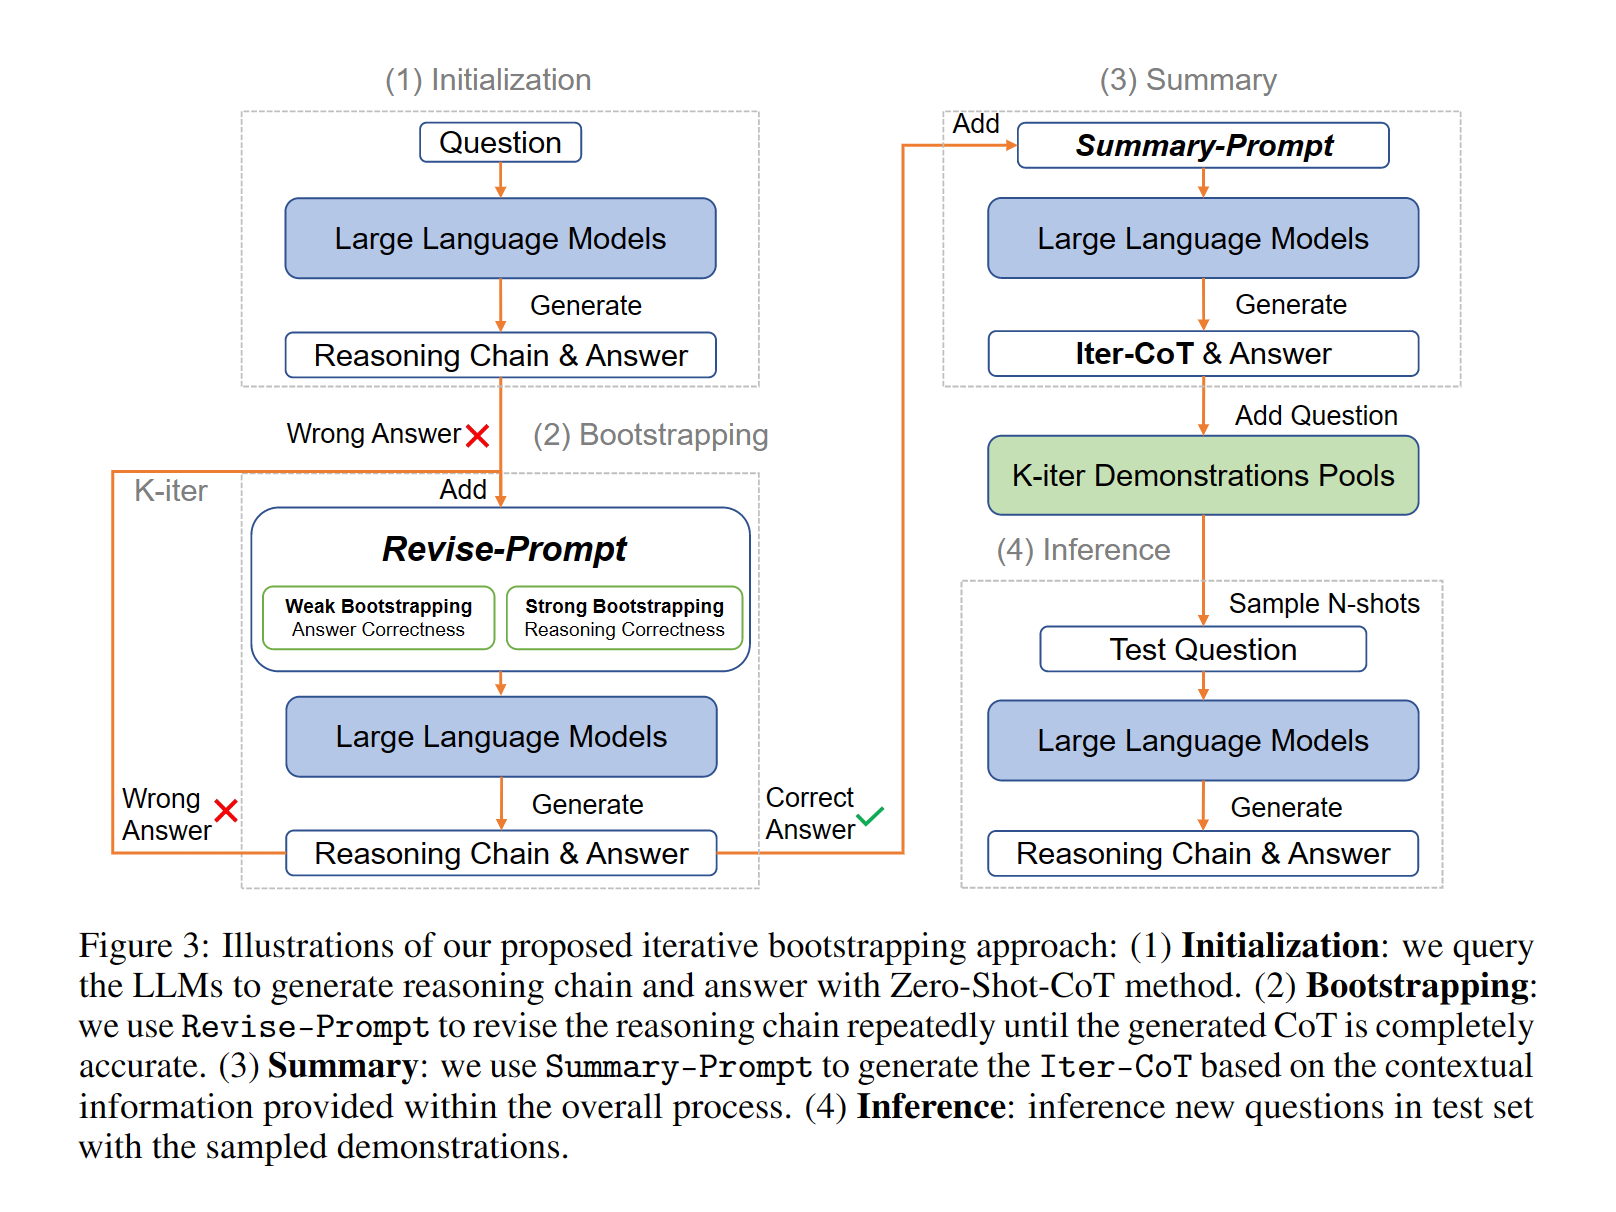 (1) Initialization
Question
Large Language Models
Generate
Reasoning Chain & Answer
Wrong Answer
(2) Bootstrapping
K-iter
Add
Revise-Prompt
Weak Bootstrapping
Answer Correctness
Strong Bootstrapping
Reasoning Correctness
Large Language Models
Generate
Wrong
Answer
Reasoning Chain & Answer
Correct
Answer
(3) Summary
Add
Summary-Prompt
Large Language Models
Generate
Iter-CoT & Answer
Add Question
K-iter Demonstrations Pools
(4) Inference
Sample N-shots
Test Question
Large Language Models
Generate
Reasoning Chain & Answer
Figure 3: Illustrations of our proposed iterative bootstrapping approach: (1) Initialization: we query
the LLMs to generate reasoning chain and answer with Zero-Shot-CoT method. (2) Bootstrapping:
we use Revise-Prompt to revise the reasoning chain repeatedly until the generated CoT is completely
accurate. (3) Summary: we use Summary-Prompt to generate the Iter-CoT based on the contextual
information provided within the overall process. (4) Inference: inference new questions in test set
with the sampled demonstrations.